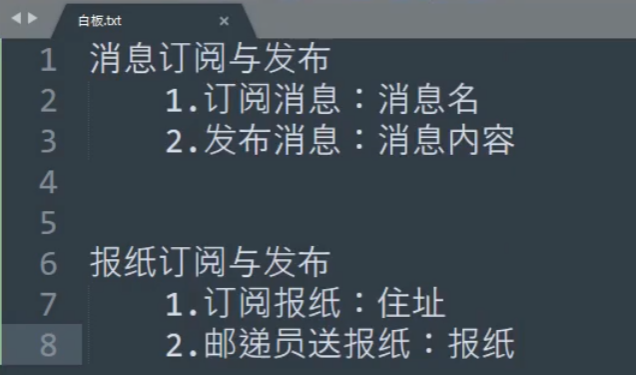 白板.txt
1 消息订阅与发布
2 1.订阅消息：消息名
3 2.发布消息：消息内容
4
5
6 报纸订阅与发布
7 1.订阅报纸：住址
8 2.邮递员送报纸：报纸